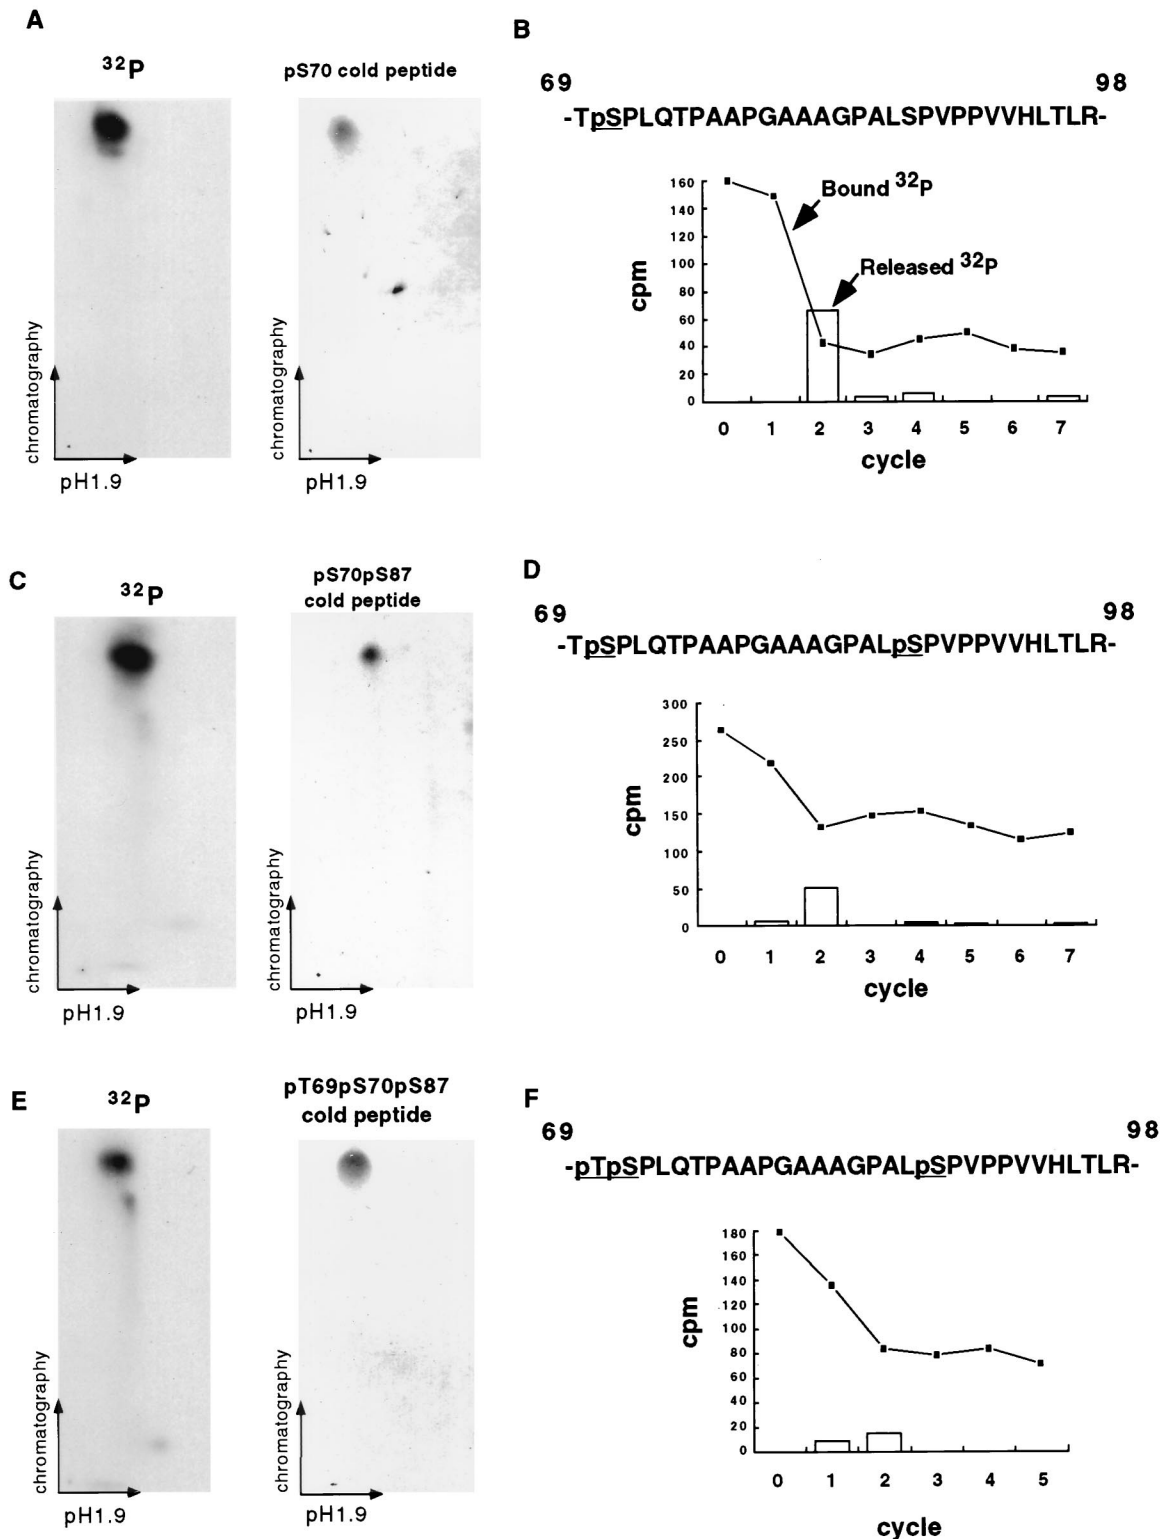 A
32P
pS70 cold peptide
chromatography
pH1.9
chromatography
pH1.9
B
69
98
-TpSPLQTPAAPGAAAGPALSPVPPVVHLTLR-
Bound 32P
Released 32P
cpm
160
140
120
100
80
60
40
20
0
0 1 2 3 4 5 6 7
cycle
C
32P
pS70pS87
cold peptide
chromatography
pH1.9
chromatography
pH1.9
D
69
98
-TpSPLQTPAAPGAAAGPALpSPVPPVVHLTLR-
cpm
300
250
200
150
100
50
0
0 1 2 3 4 5 6 7
cycle
E
32P
pT69pS70pS87
cold peptide
chromatography
pH1.9
chromatography
pH1.9
F
69
98
-pTpSPLQTPAAPGAAAGPALpSPVPPVVHLTLR-
cpm
180
160
140
120
100
80
60
40
20
0
0 1 2 3 4 5
cycle